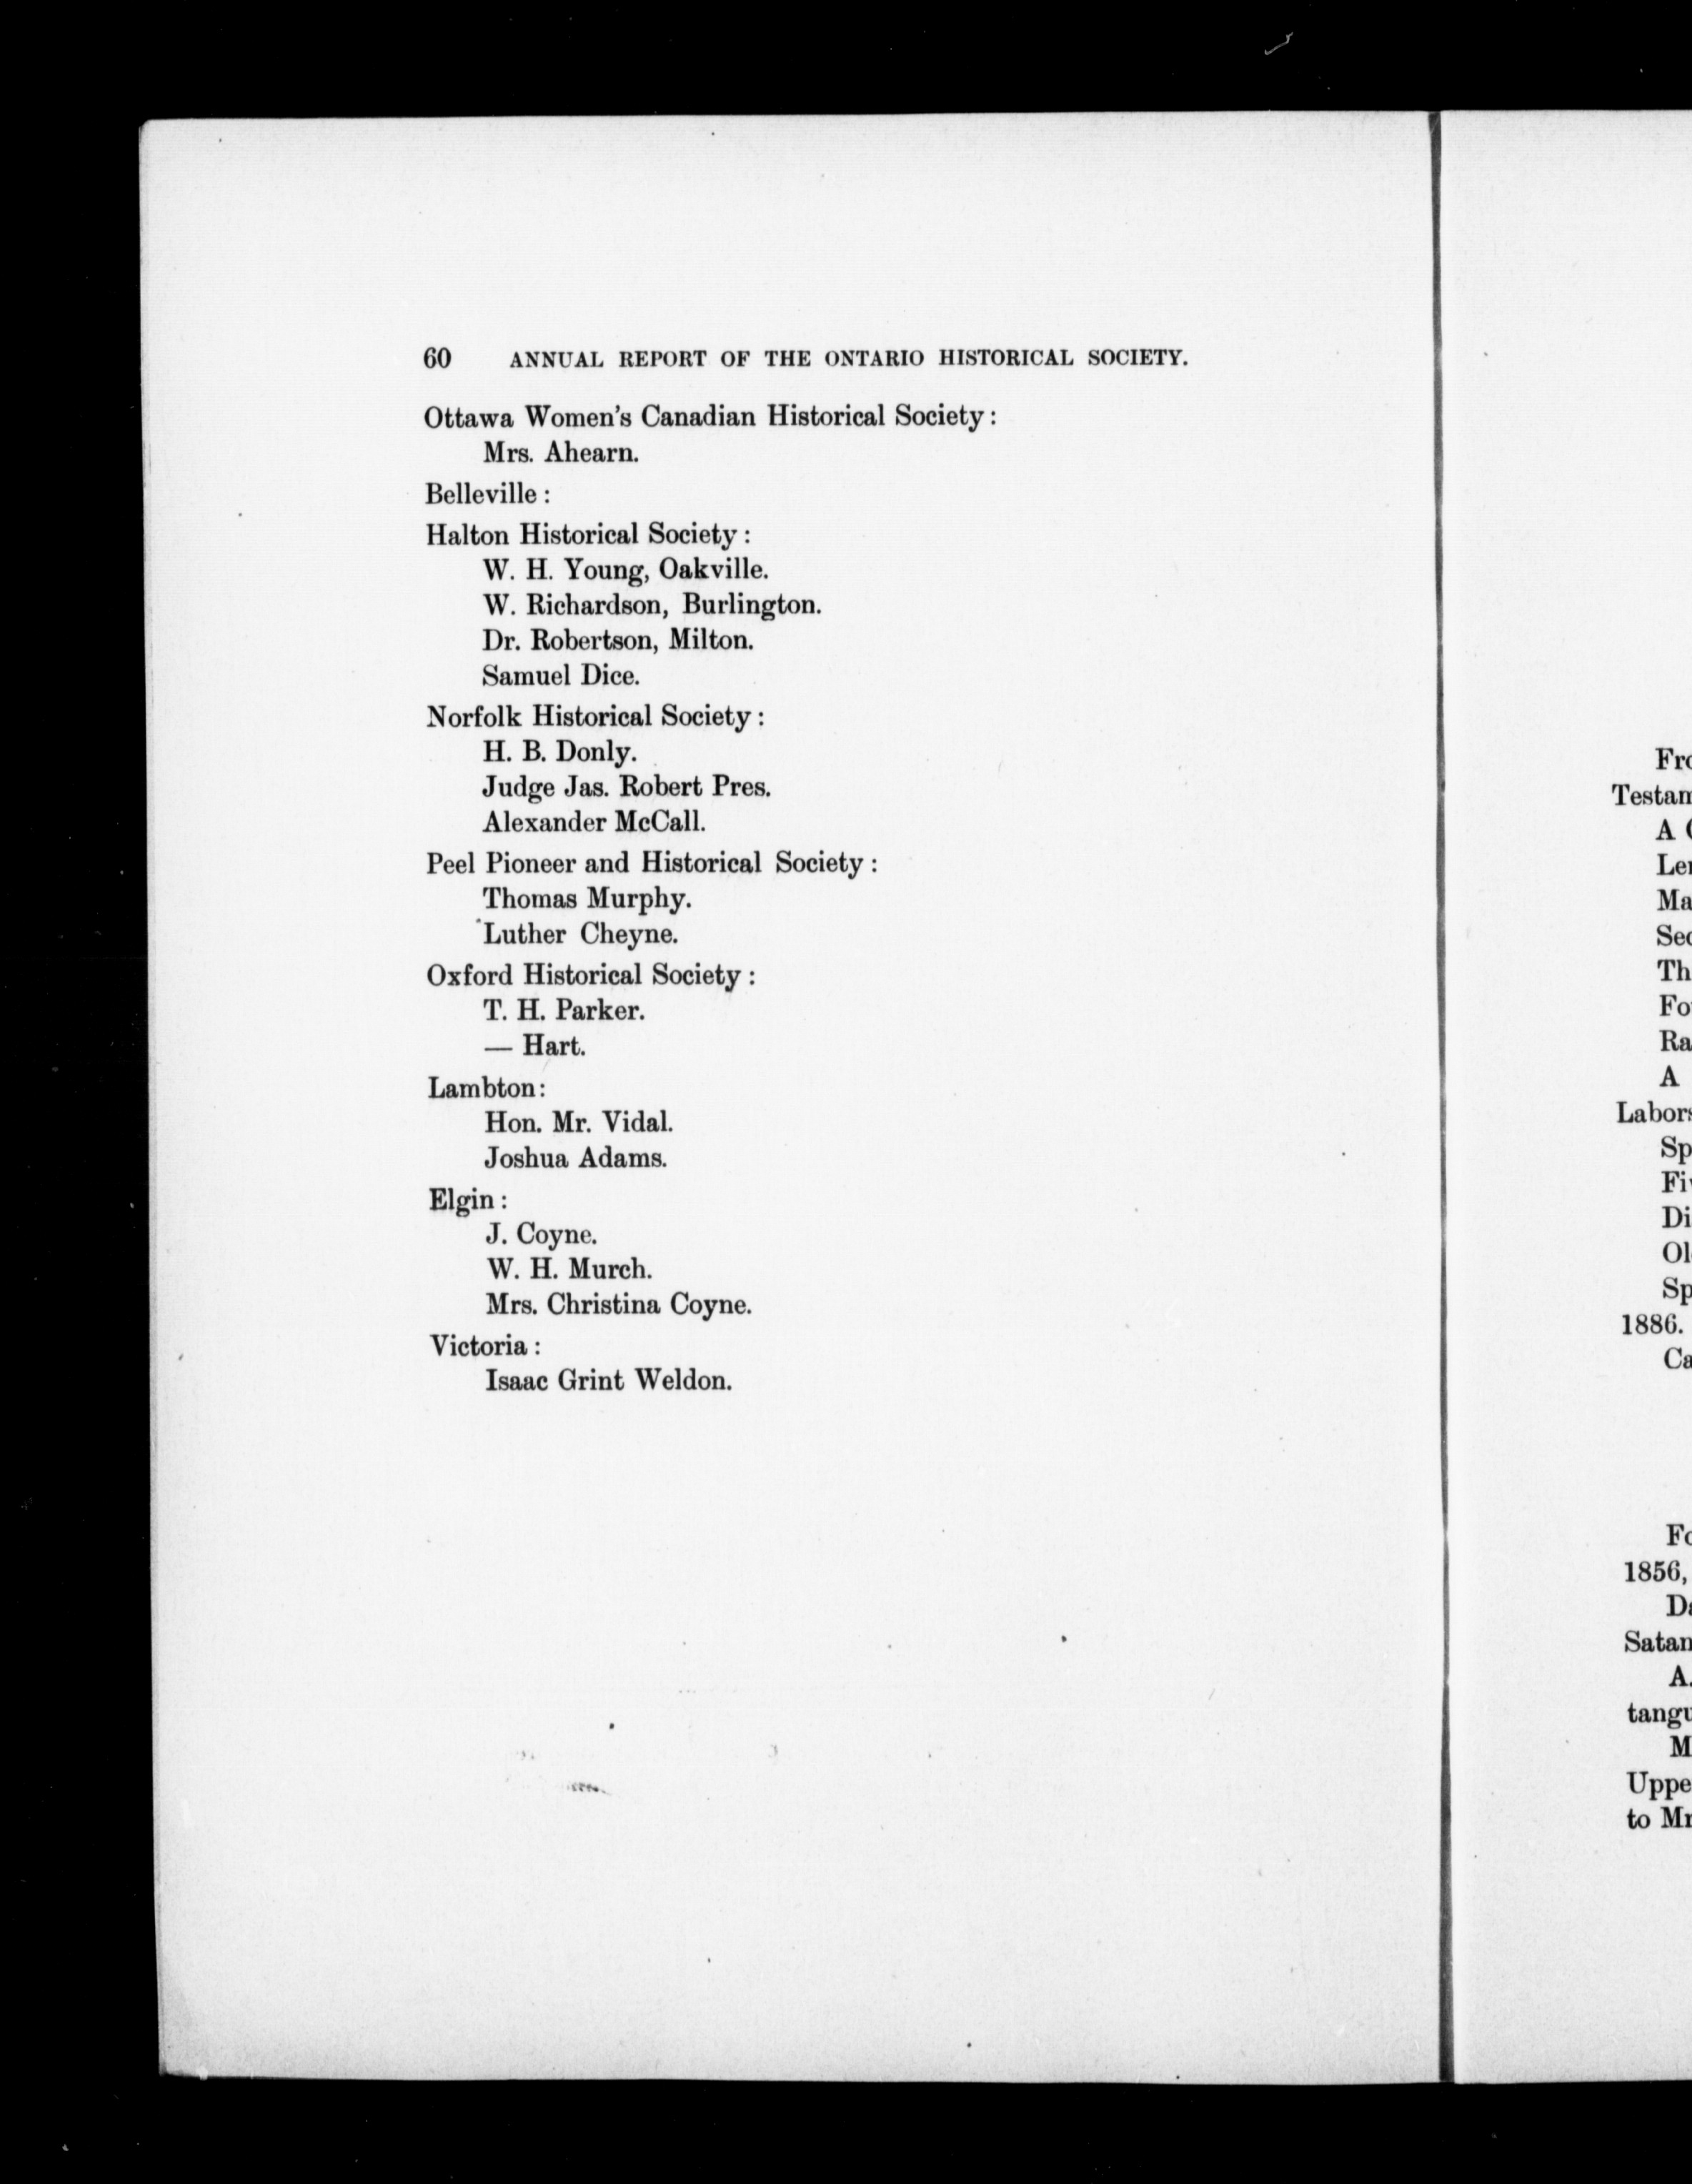 60 ANNUAL REPORT OF THE ONTARIO HISTORICAL SOCIETY.
Ottawa Women's Canadian Historical Society:
Mrs. Ahearn.
Belleville:
Halton Historical Society:
W. H. Young, Oakville.
W. Richardson, Burlington.
Dr. Robertson, Milton.
Samuel Dice.
Norfolk Historical Society:
H. B. Donly.
Judge Jas. Robert Pres.
Alexander McCall.
Peel Pioneer and Historical Society:
Thomas Murphy.
Luther Cheyne.
Oxford Historical Society:
T. H. Parker.
— Hart.
Lambton:
Hon. Mr. Vidal.
Joshua Adams.
Elgin:
J. Coyne.
W. H. Murch.
Mrs. Christina Coyne.
Victoria:
Isaac Grint Weldon.
A
1886.
1856,
A.
to